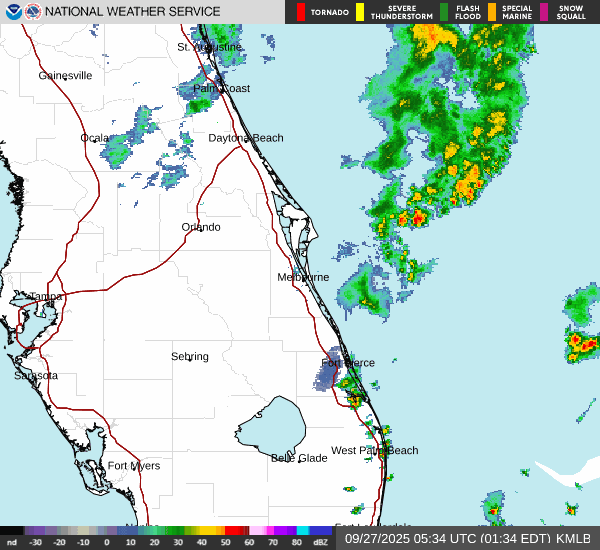 NATIONAL WEATHER SERVICE
TORNADO
SEVERE THUNDERSTORM
FLASH FLOOD
SPECIAL MARINE
SNOW SQUALL
St. Augustine
Gainesville
Palm Coast
Ocala
Daytona Beach
Orlando
Melbourne
Tampa
Sebring
Fort Pierce
Sarasota
West Palm Beach
Belle Glade
Fort Myers
Fort Lauderdale
nd -30 -20 -10 0 10 20 30 40 50 60 70 80 dBZ
09/27/2025 05:34 UTC (01:34 EDT) KMLB